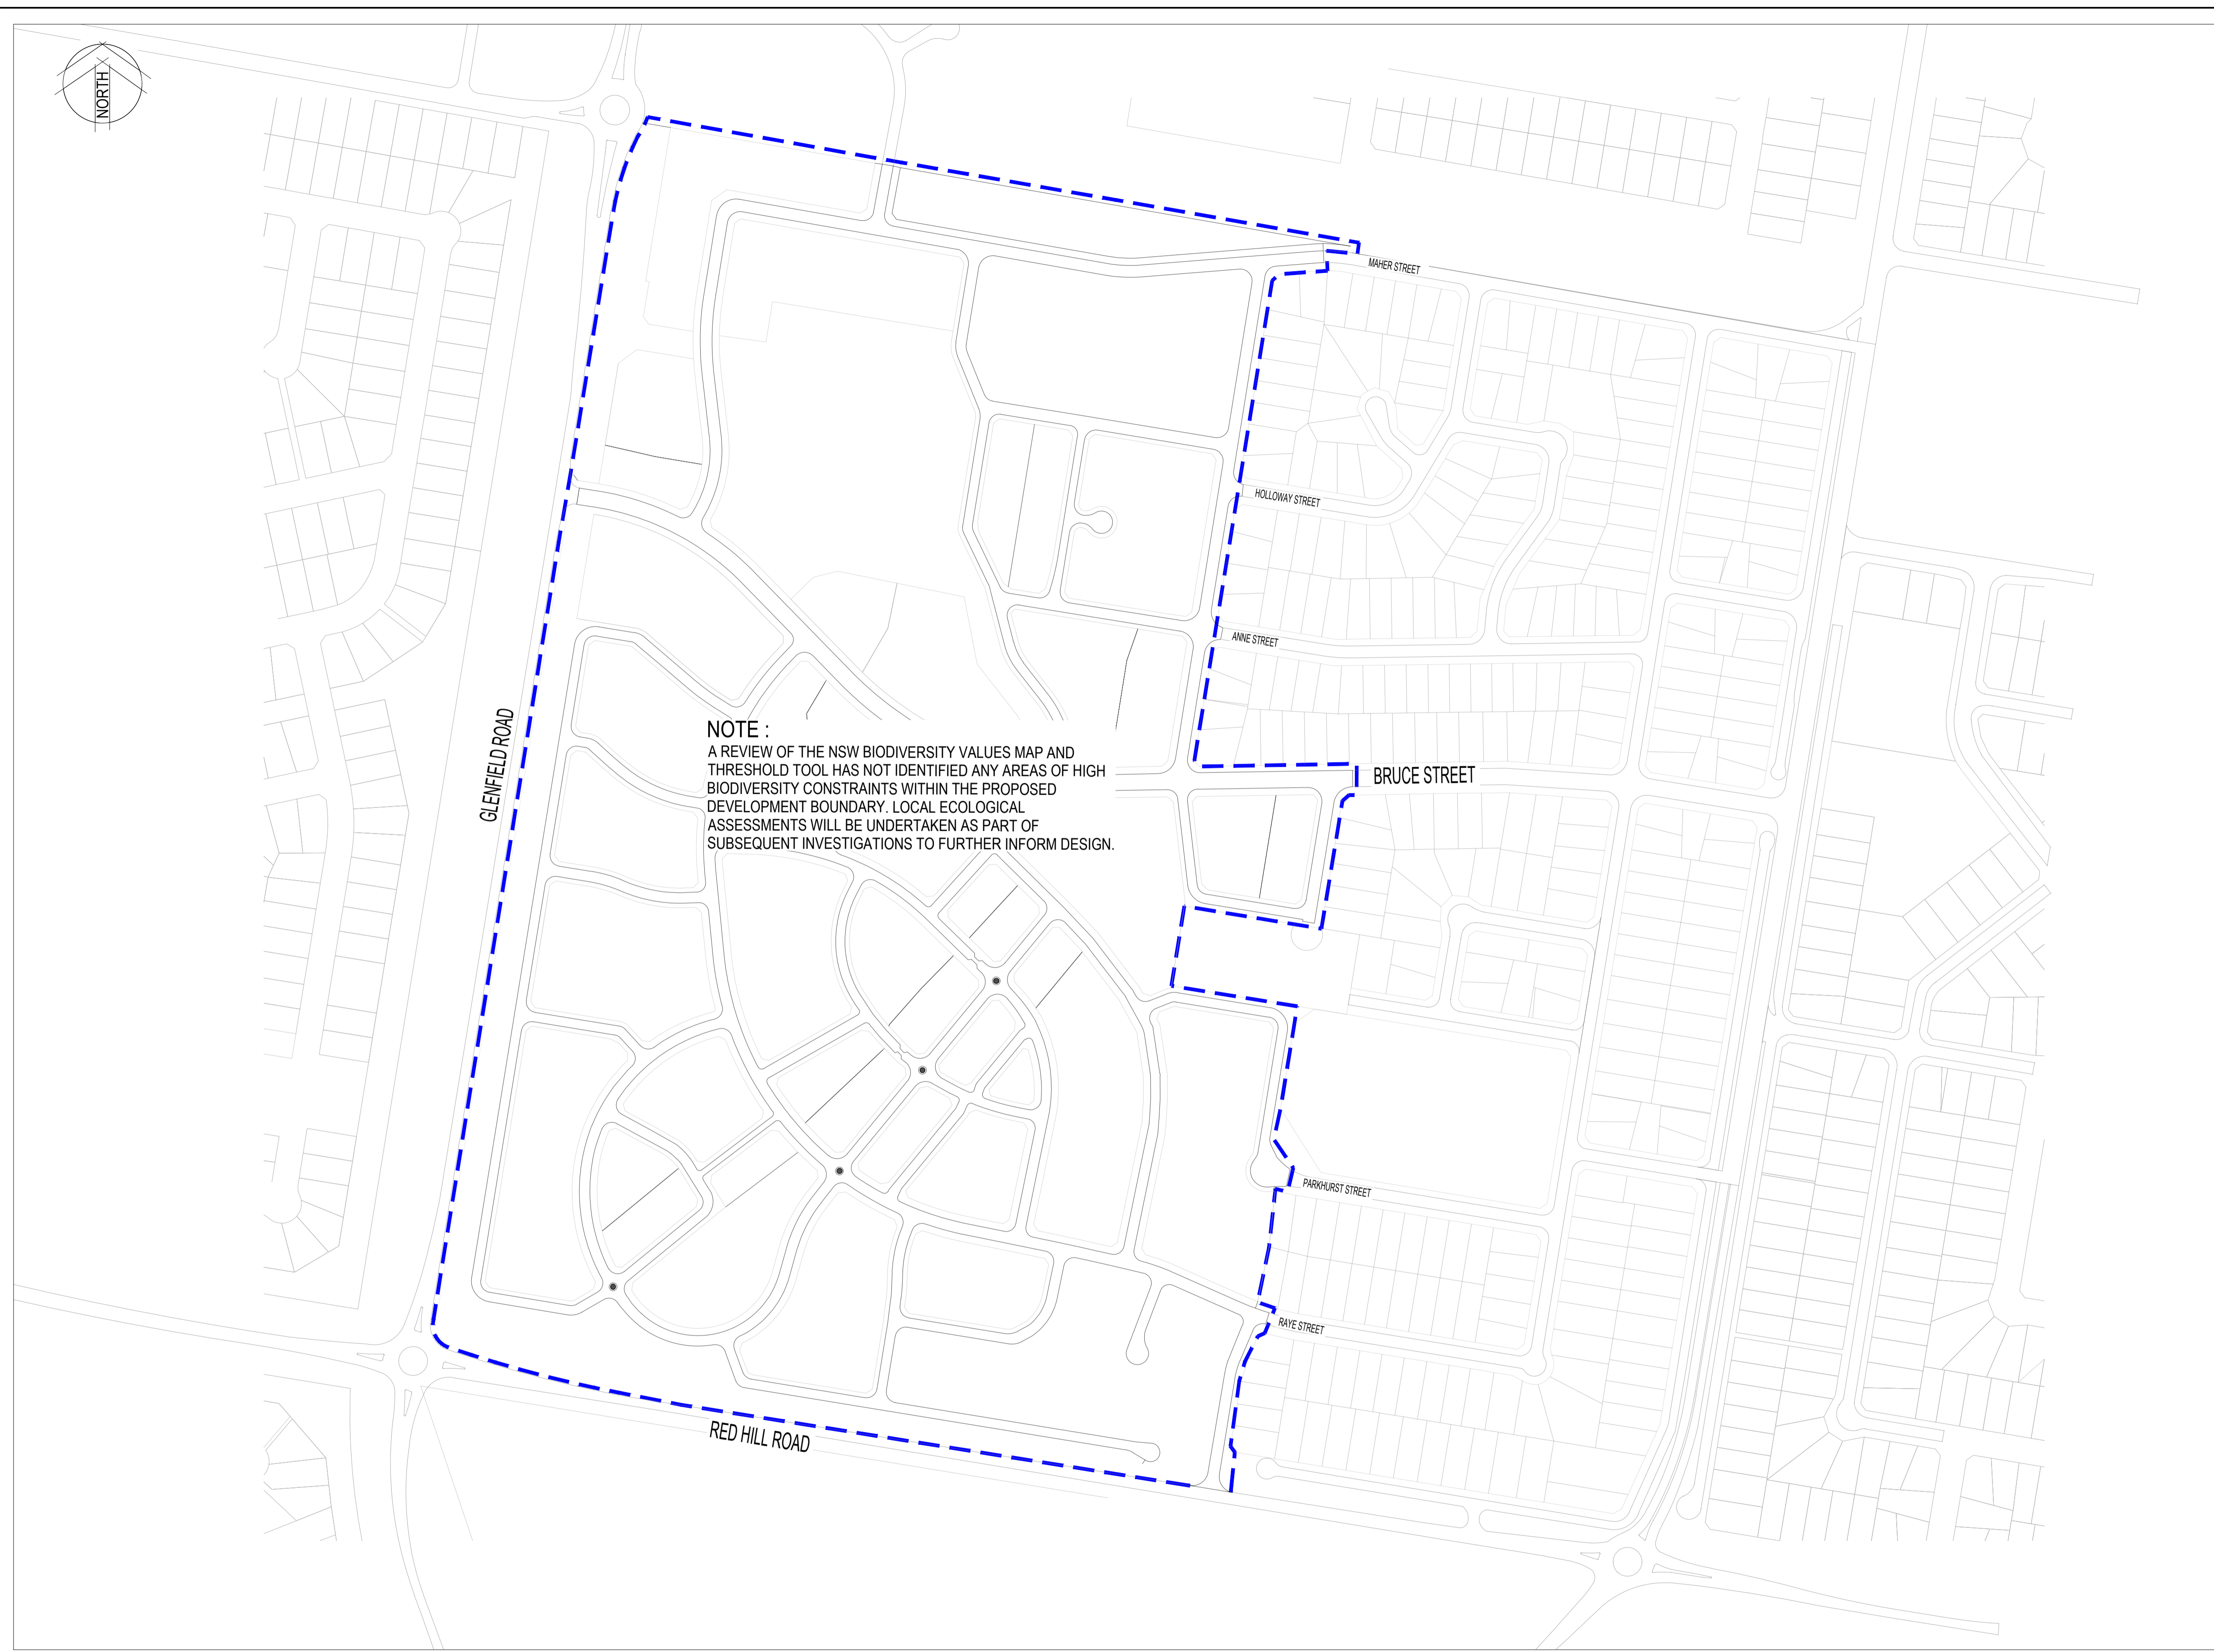 NORTH
MAHER STREET
HOLLOWAY STREET
ANNE STREET
GLENFIELD ROAD
NOTE :
A REVIEW OF THE NSW BIODIVERSITY VALUES MAP AND
THRESHOLD TOOL HAS NOT IDENTIFIED ANY AREAS OF HIGH
BIODIVERSITY CONSTRAINTS WITHIN THE PROPOSED
DEVELOPMENT BOUNDARY. LOCAL ECOLOGICAL
ASSESSMENTS WILL BE UNDERTAKEN AS PART OF
SUBSEQUENT INVESTIGATIONS TO FURTHER INFORM DESIGN.
BRUCE STREET
PARKHURST STREET
RAYE STREET
RED HILL ROAD